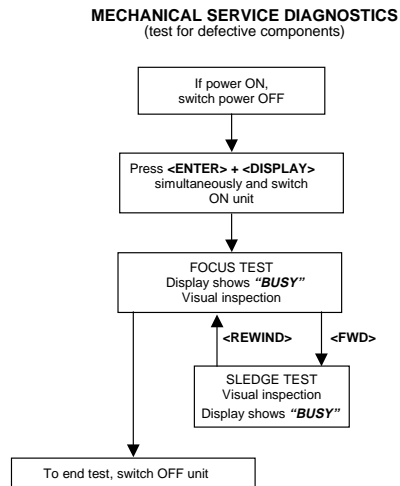 MECHANICAL SERVICE DIAGNOSTICS
(test for defective components)
If power ON,
switch power OFF
Press <ENTER> + <DISPLAY>
simultaneously and switch
ON unit
FOCUS TEST
Display shows "BUSY"
Visual inspection
<REWIND>
<FWD>
SLEDGE TEST
Visual inspection
Display shows "BUSY"
To end test, switch OFF unit